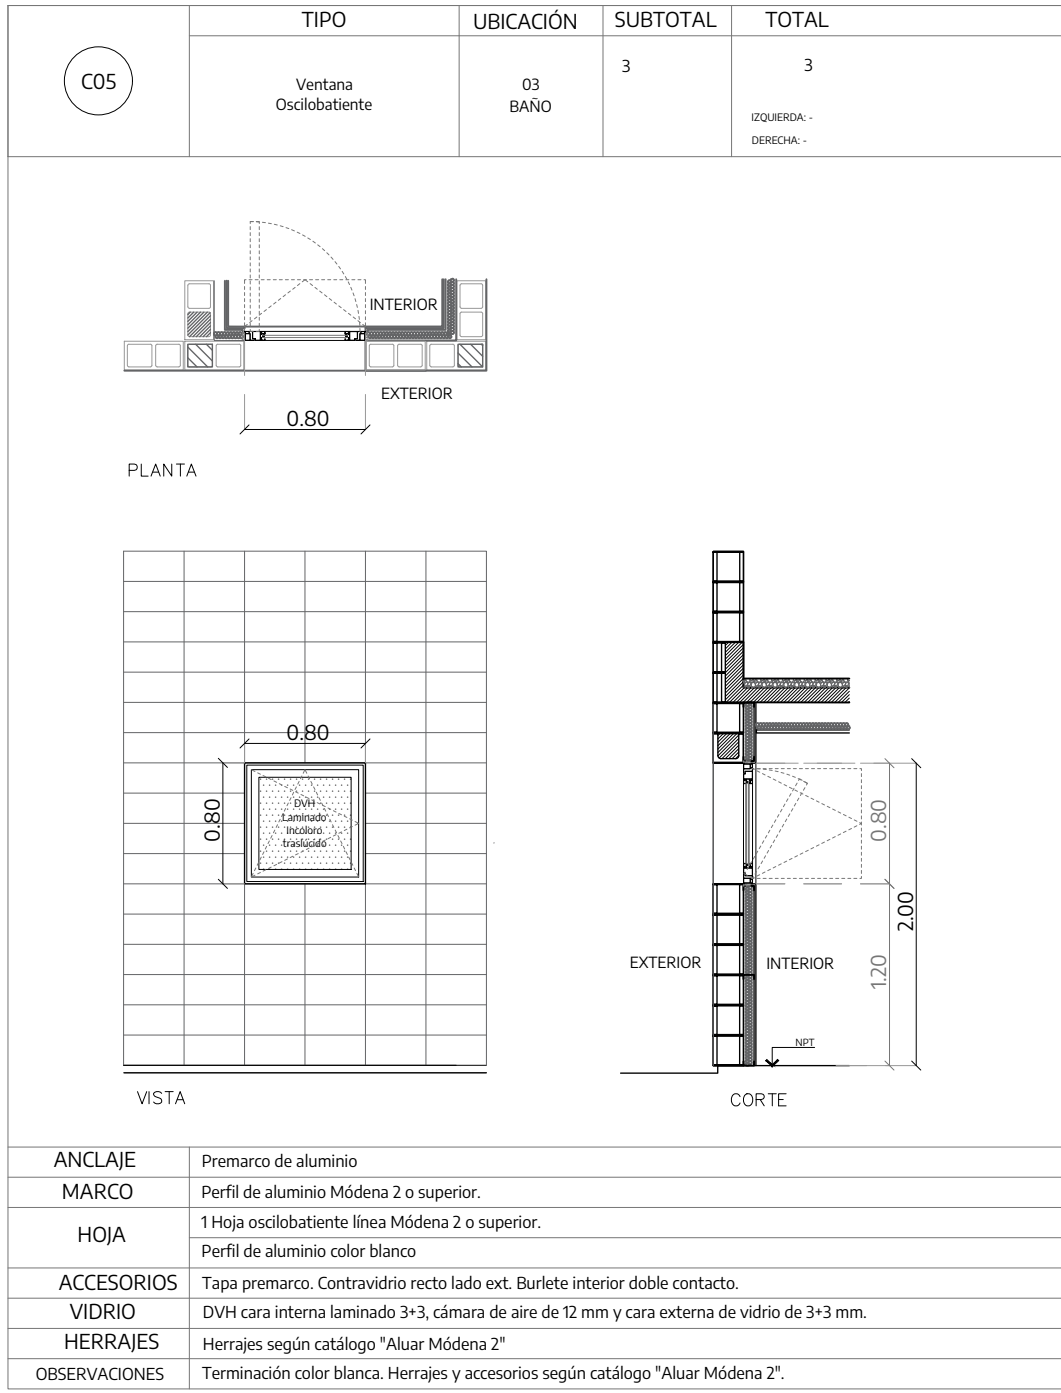 TIPO
UBICACIÓN
SUBTOTAL
TOTAL
C05
Ventana
Oscilobatiente
03
BAÑO
3
3
IZQUIERDA: -
DERECHA: -
INTERIOR
EXTERIOR
0.80
PLANTA
0.80
0.80
DVH
Laminado
Incoloro
traslúcido
VISTA
0.80
2.00
1.20
EXTERIOR
INTERIOR
NPT
CORTE
ANCLAJE
Premarco de aluminio
MARCO
Perfil de aluminio Módena 2 o superior.
HOJA
1 Hoja oscilobatiente línea Módena 2 o superior.
Perfil de aluminio color blanco
ACCESORIOS
Tapa premarco. Contravidrio recto lado ext. Burlete interior doble contacto.
VIDRIO
DVH cara interna laminado 3+3, cámara de aire de 12 mm y cara externa de vidrio de 3+3 mm.
HERRAJES
Herrajes según catálogo "Aluar Módena 2"
OBSERVACIONES
Terminación color blanca. Herrajes y accesorios según catálogo "Aluar Módena 2".